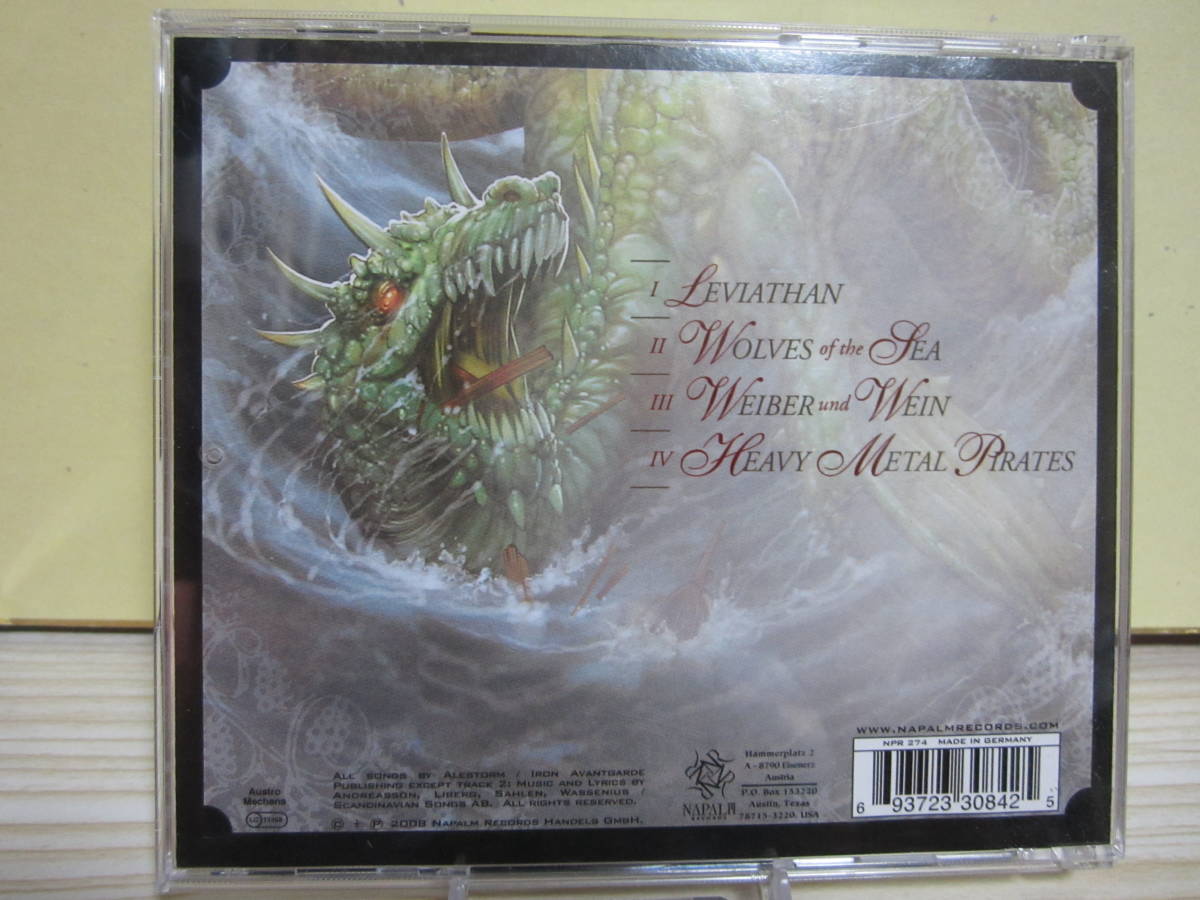 I LEVIATHAN
II WOLVES of the SEA
III WEIBER und WEIN
IV HEAVY METAL PIRATES
WWW.NAPALMRECORDS.COM
NPR 274 MADE IN GERMANY
6 93723 30842 5
Austro
Mechana
LC
ALL SONGS BY ALESTORM / IRON AVANTGARDE
PUBLISHING EXCEPT TRACK 2: MUSIC AND LYRICS BY
ANDREASSON, LIBERG, SAHLEN, WASSENIUS /
SCANDINAVIAN SONGS AB. ALL RIGHTS RESERVED.
© + ℗ 2008 NAPALM RECORDS HANDELS GMBH.
NAPALM
RECORDS
Hammerplatz 2
A - 8790 Eisenerz
Austria
P.O. Box 153220
Austin, Texas
78715-3220, USA